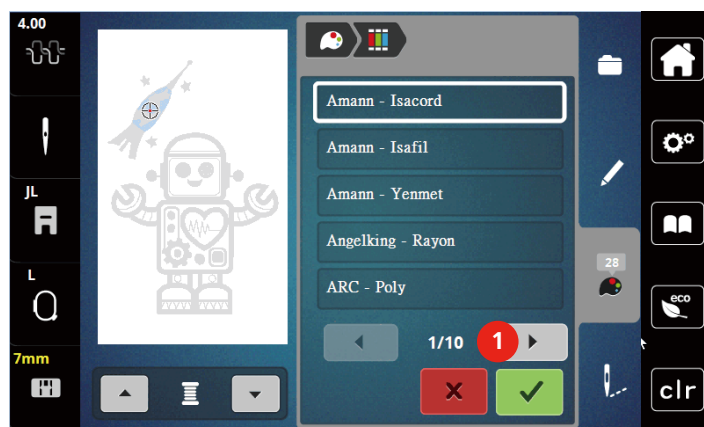 4.00
JL
L
7mm
Amann - Isacord
Amann - Isafil
Amann - Yenmet
Angelking - Rayon
ARC - Poly
1/10
1
28
eco
clr